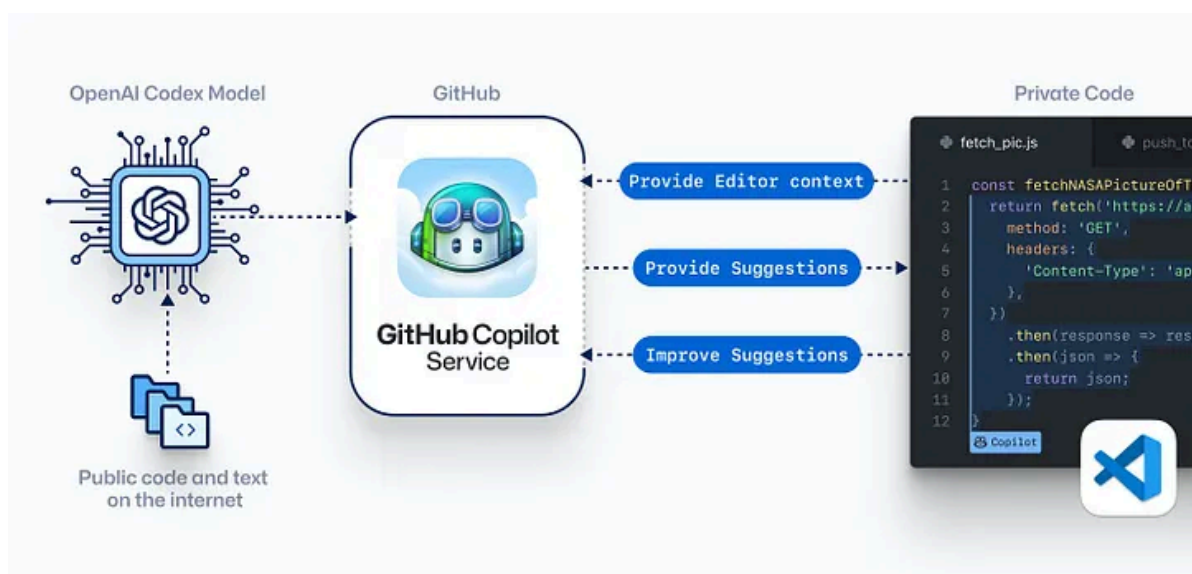 OpenAI Codex Model
GitHub
Private Code
fetch_pic.js
Provide Editor context
1 const fetchNASAPictureOfT
2 return fetch('https://a
3 method: 'GET',
4 headers: {
5 'Content-Type': 'ap
6 },
7 })
8 .then(response => res
9 .then(json => {
10 return json;
11 });
12 }
Provide Suggestions
GitHub Copilot
Service
Improve Suggestions
Copilot
Public code and text
on the internet